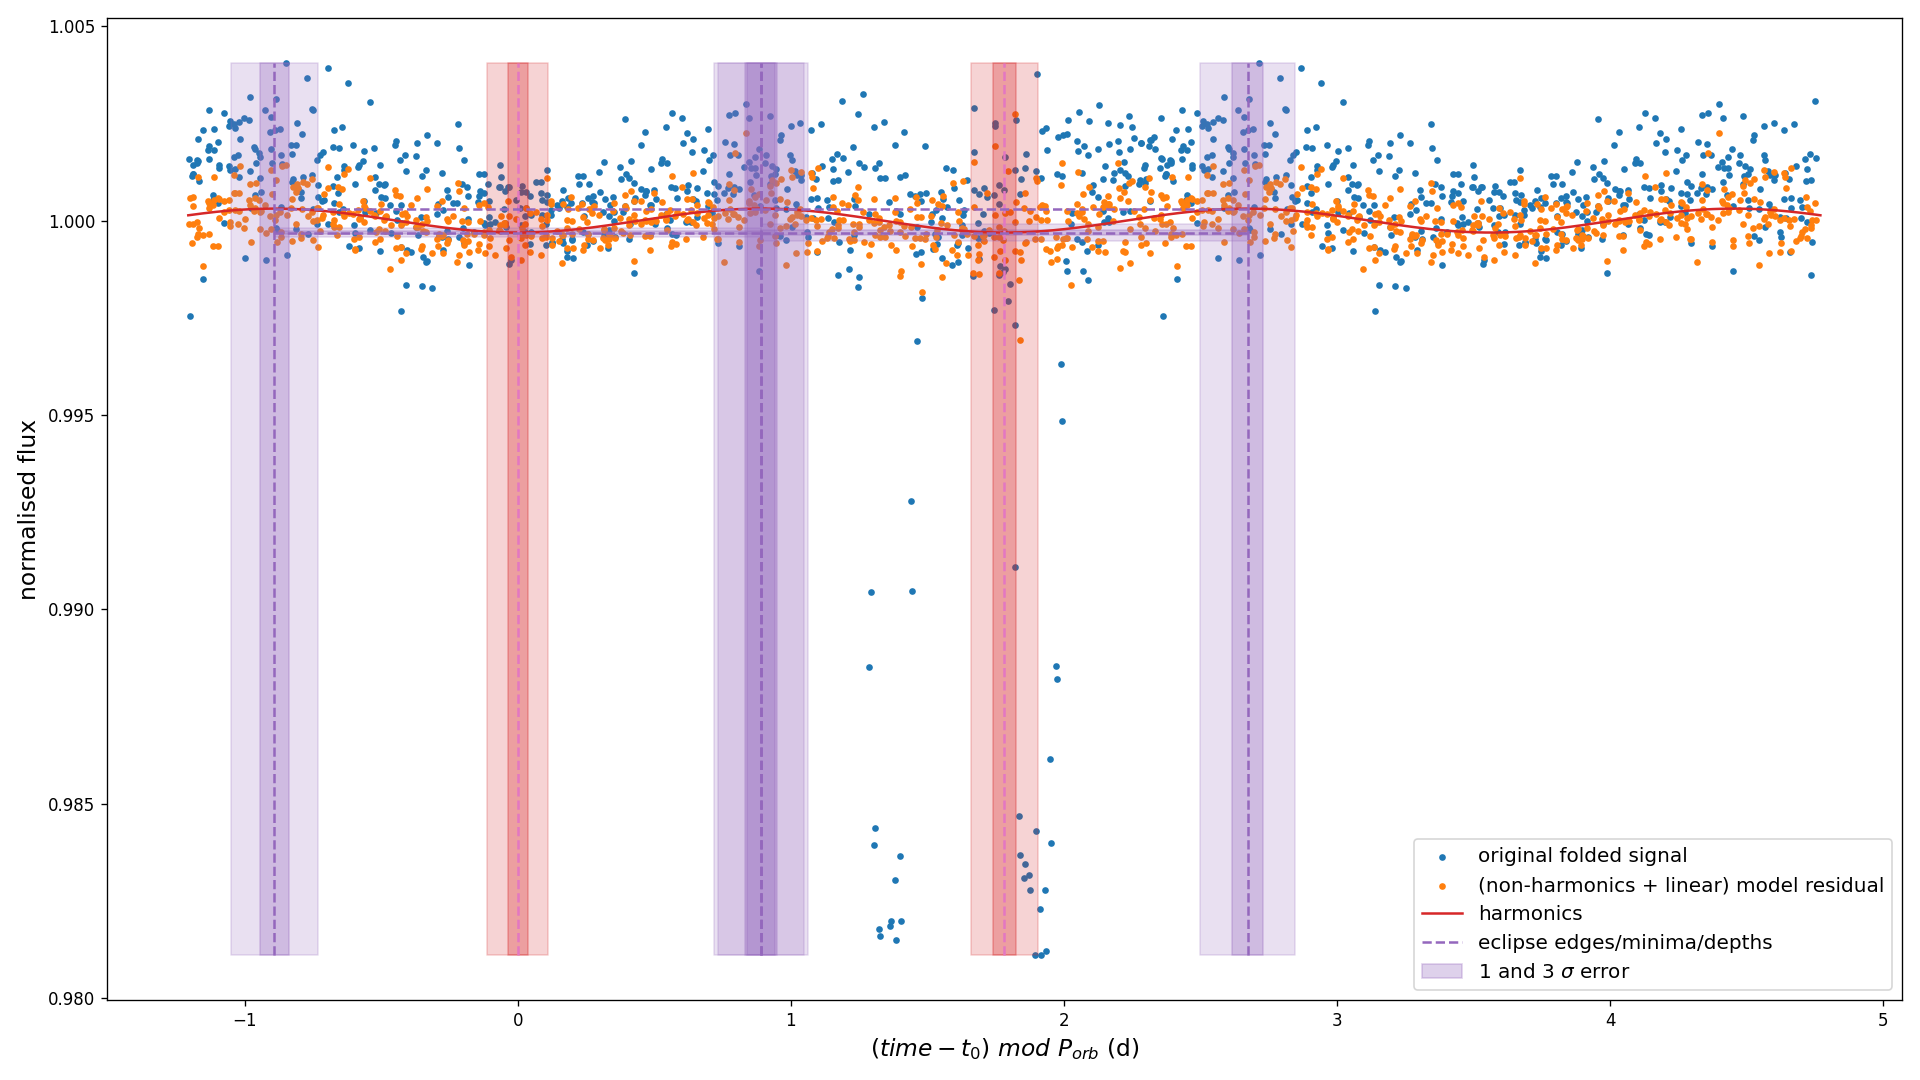 1.005
1.000
0.995
0.990
0.985
0.980
normalised flux
−1
0
1
2
3
4
5
(time − t₀) mod Pₒᵣb (d)
original folded signal
(non-harmonics + linear) model residual
harmonics
eclipse edges/minima/depths
1 and 3 σ error